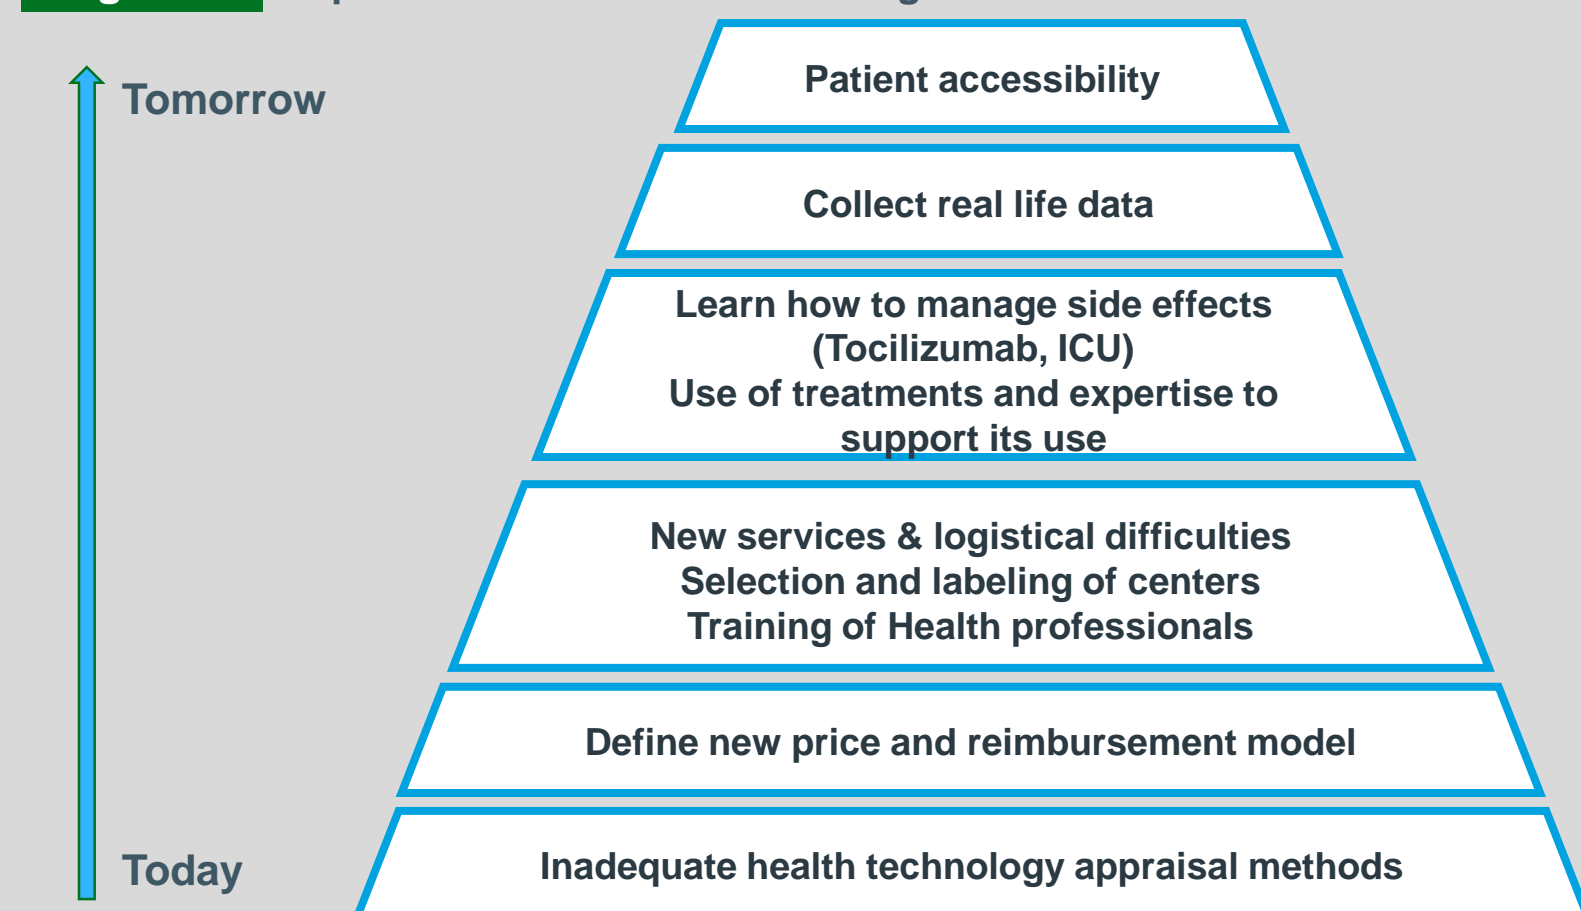 Tomorrow
Patient accessibility
Collect real life data
Learn how to manage side effects
(Tocilizumab, ICU)
Use of treatments and expertise to
support its use
New services & logistical difficulties
Selection and labeling of centers
Training of Health professionals
Define new price and reimbursement model
Today
Inadequate health technology appraisal methods